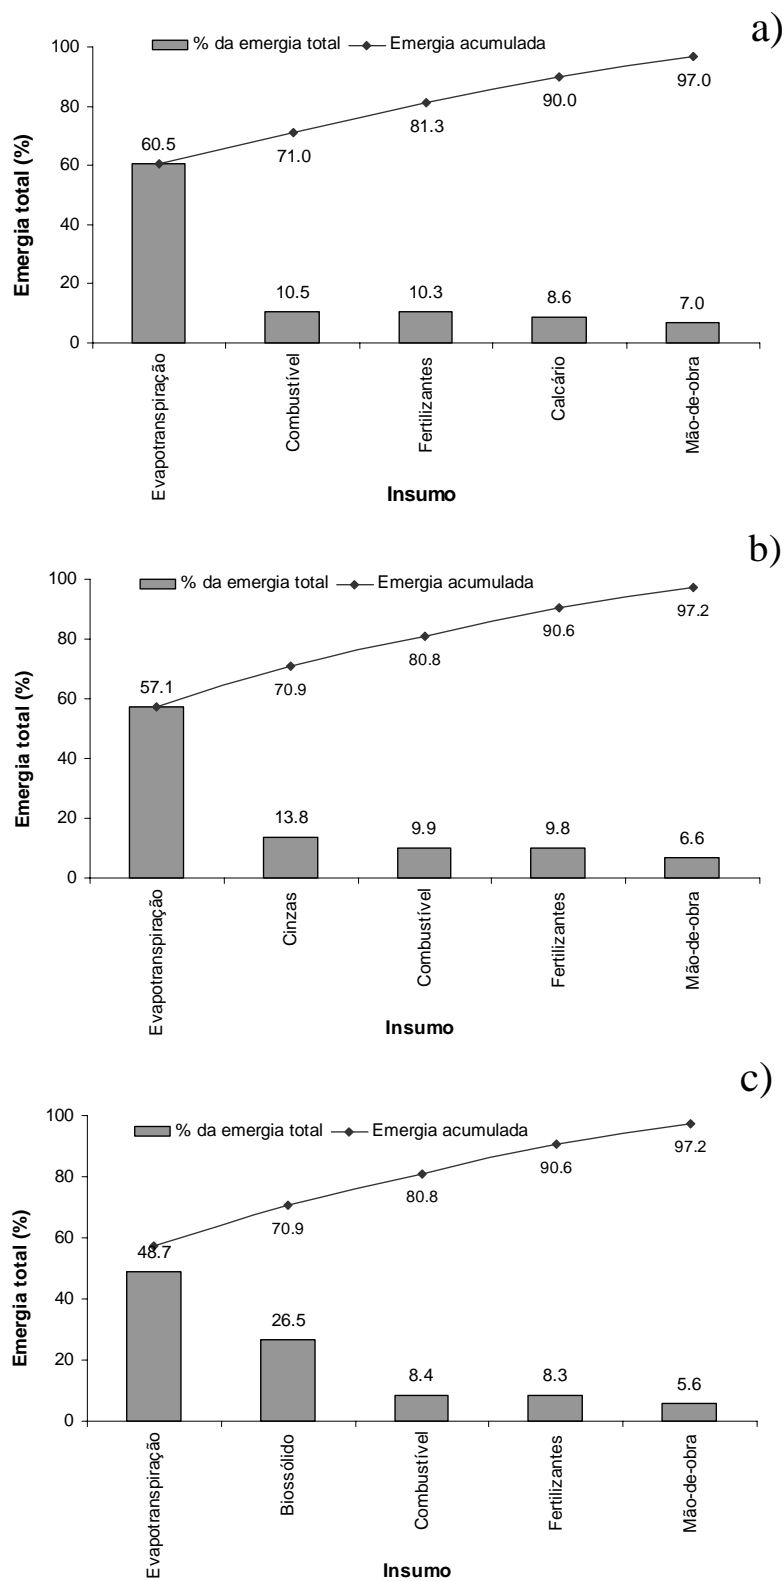 a)
% da emergia total Emergia acumulada
100
80
60
40
20
0
Emergia total (%)
60.5
71.0
81.3
90.0
97.0
10.5
10.3
8.6
7.0
Evapotranspiração
Combustível
Fertilizantes
Calcário
Mão-de-obra
Insumo
b)
% da emergia total Emergia acumulada
100
80
60
40
20
0
Emergia total (%)
57.1
70.9
80.8
90.6
97.2
13.8
9.9
9.8
6.6
Evapotranspiração
Cinzas
Combustível
Fertilizantes
Mão-de-obra
Insumo
c)
% da emergia total Emergia acumulada
100
80
60
40
20
0
Emergia total (%)
48.7
70.9
80.8
90.6
97.2
26.5
8.4
8.3
5.6
Evapotranspiração
Biossólido
Combustível
Fertilizantes
Mão-de-obra
Insumo